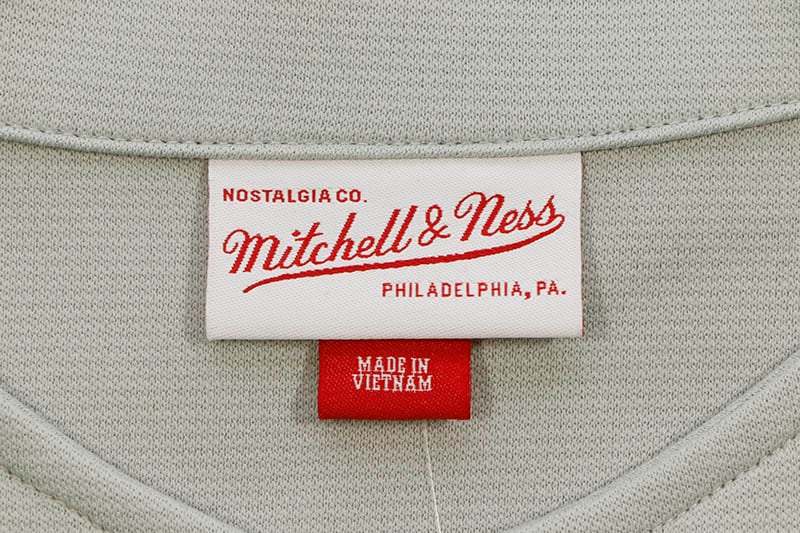 NOSTALGIA CO.
Mitchell & Ness
PHILADELPHIA, PA.
MADE IN
VIETNAM